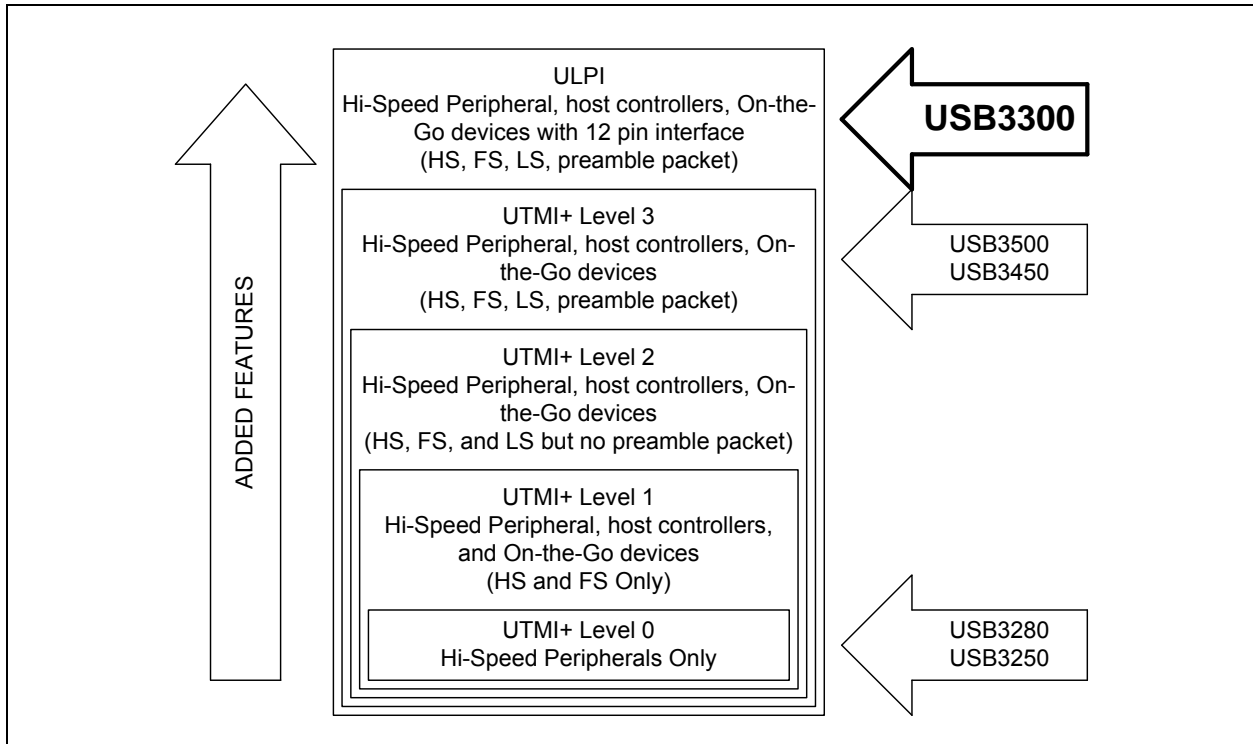 ULPI
Hi-Speed Peripheral, host controllers, On-the-
Go devices with 12 pin interface
(HS, FS, LS, preamble packet)
USB3300
UTMI+ Level 3
Hi-Speed Peripheral, host controllers, On-
the-Go devices
(HS, FS, LS, preamble packet)
USB3500
USB3450
ADDED FEATURES
UTMI+ Level 2
Hi-Speed Peripheral, host controllers, On-
the-Go devices
(HS, FS, and LS but no preamble packet)
UTMI+ Level 1
Hi-Speed Peripheral, host controllers,
and On-the-Go devices
(HS and FS Only)
UTMI+ Level 0
Hi-Speed Peripherals Only
USB3280
USB3250